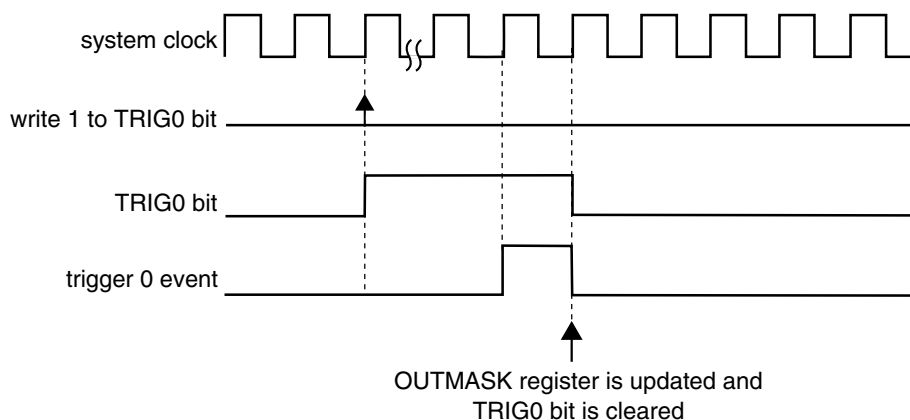 system clock
write 1 to TRIG0 bit
TRIG0 bit
trigger 0 event
OUTMASK register is updated and
TRIG0 bit is cleared